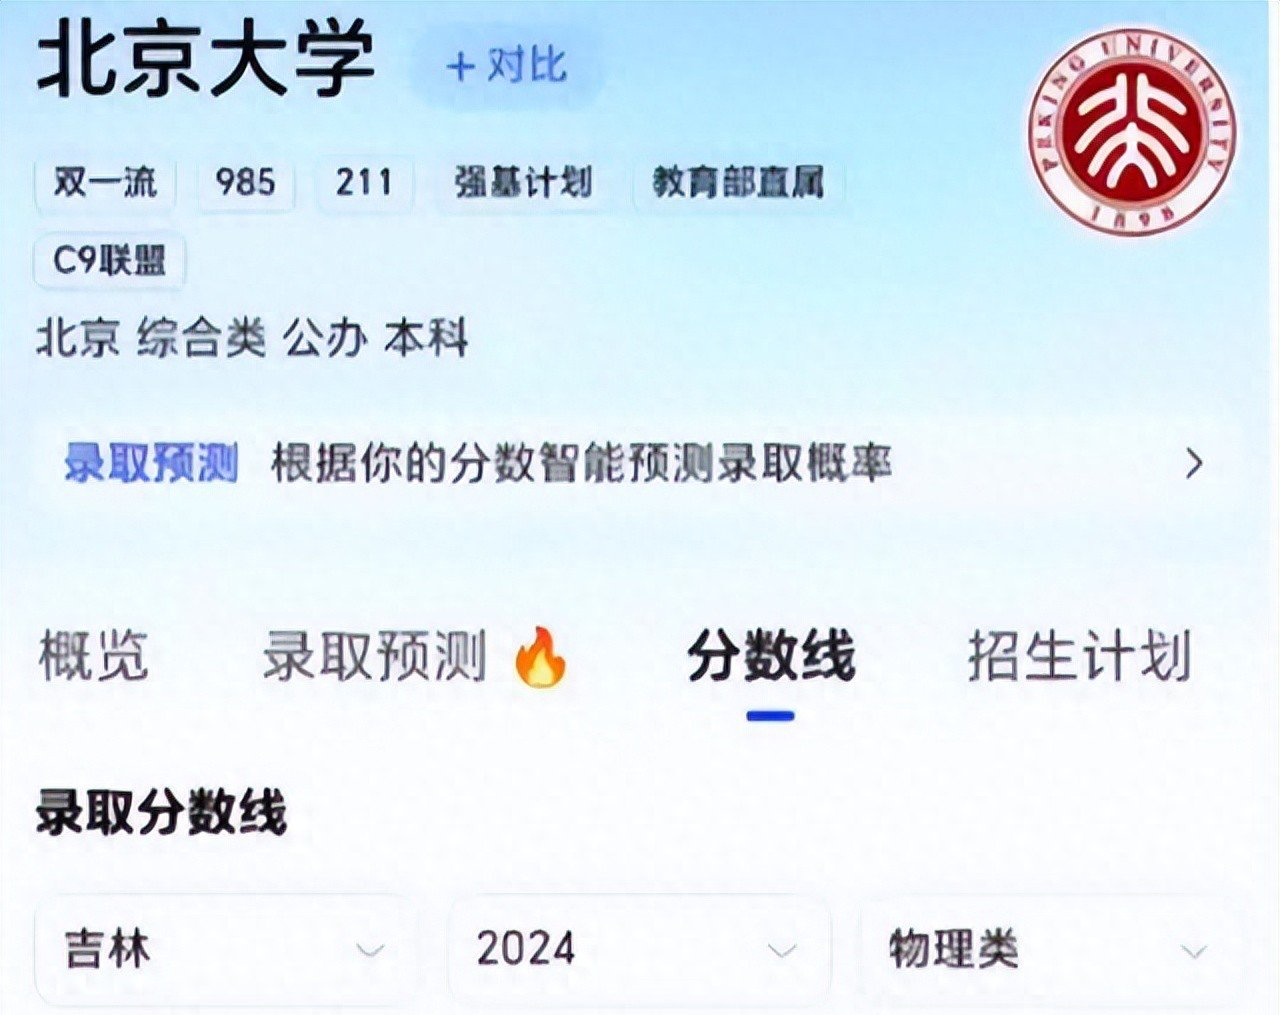 北京大学 + 对比
PEKING UNIVERSITY
1898
双一流 985 211 强基计划 教育部直属
C9联盟
北京 综合类 公办 本科
录取预测 根据你的分数智能预测录取概率
概览 录取预测 分数线 招生计划
录取分数线
吉林 2024 物理类